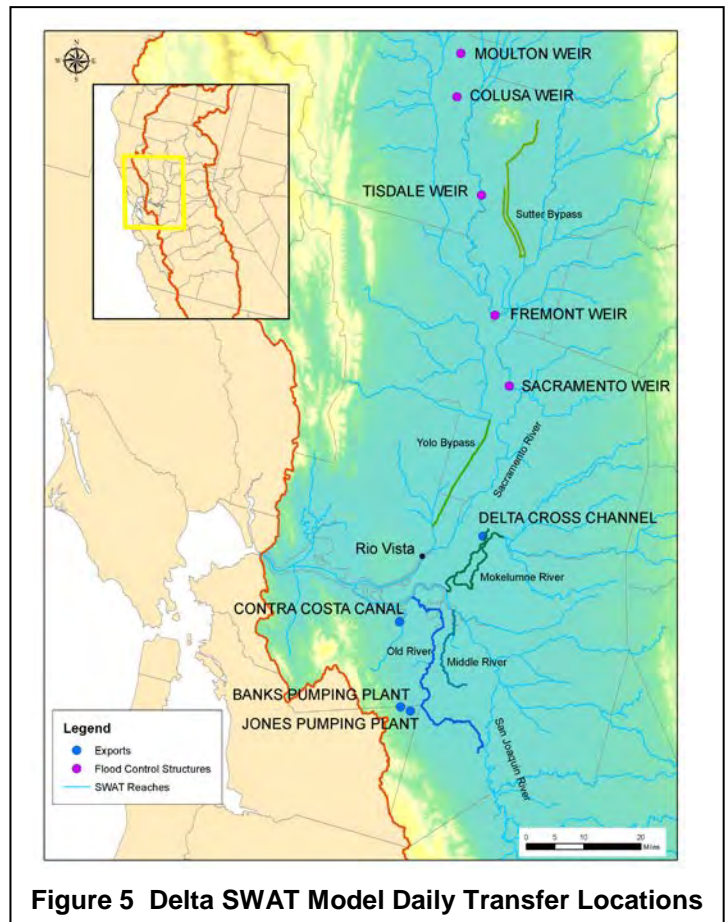 N
W E
S
MOULTON WEIR
COLUSA WEIR
TISDALE WEIR
Sutter Bypass
FREMONT WEIR
SACRAMENTO WEIR
Yolo Bypass
Sacramento River
DELTA CROSS CHANNEL
Rio Vista
Mokelumne River
CONTRA COSTA CANAL
Old River
Middle River
BANKS PUMPING PLANT
JONES PUMPING PLANT
San Joaquin River
Legend
Exports
Flood Control Structures
SWAT Reaches
0 5 10 20
Miles
Figure 5 Delta SWAT Model Daily Transfer Locations